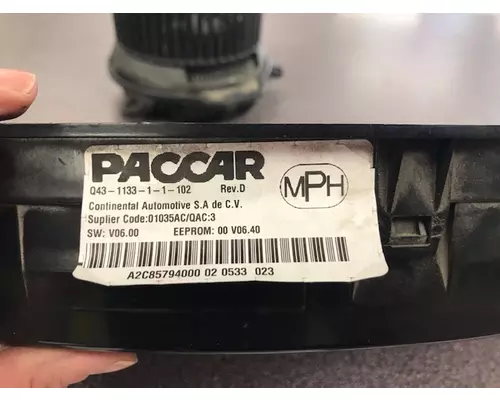 PACCAR
Q43-1133-1-1-102 Rev.D
MPH
Continental Automotive S.A de C.V.
Suplier Code:01035AC/QAC:3
SW: V06.00 EEPROM: 00 V06.40
A2C85794000 02 0533 023